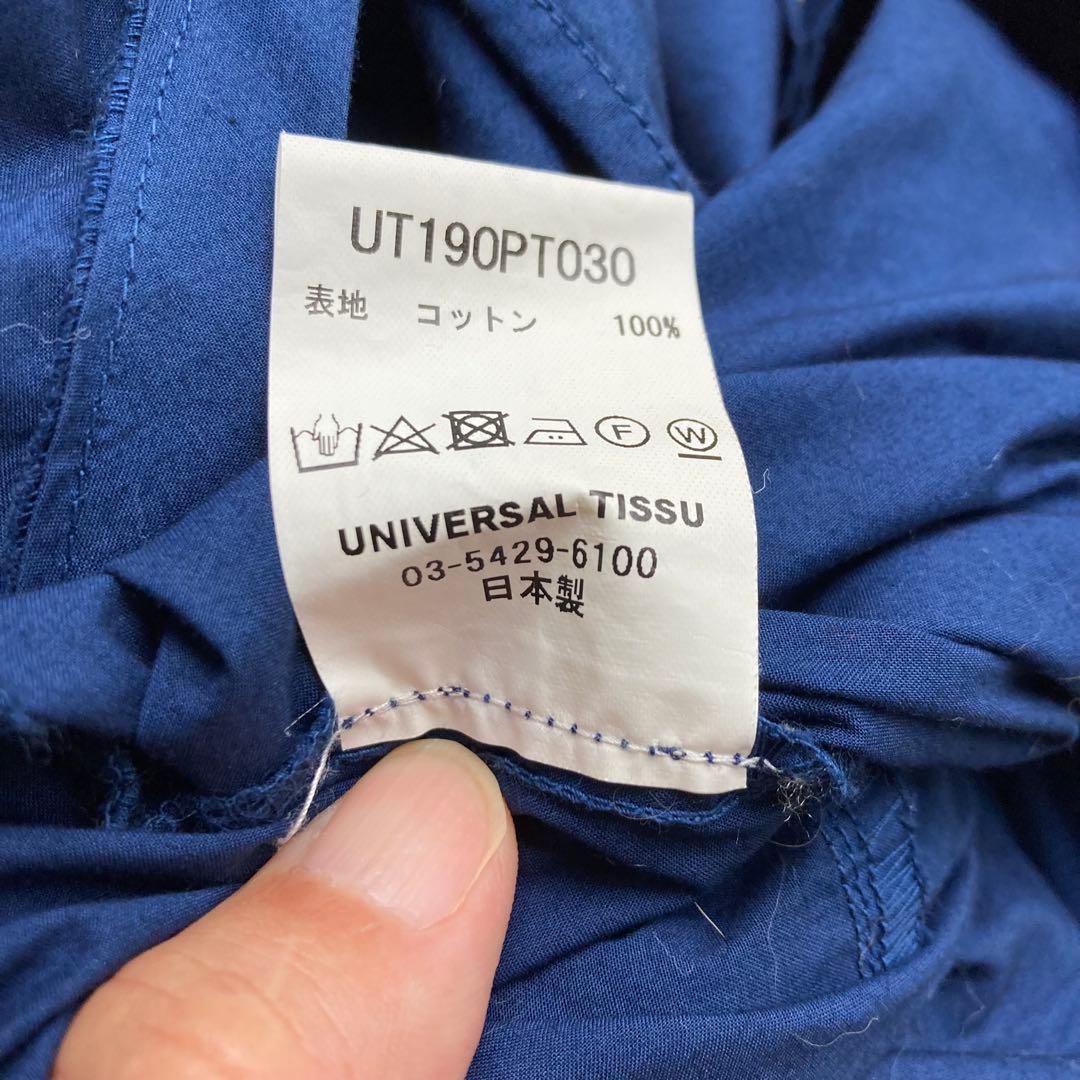 UT190PT030
表地 コットン 100%
F W
UNIVERSAL TISSU
03-5429-6100
日本製